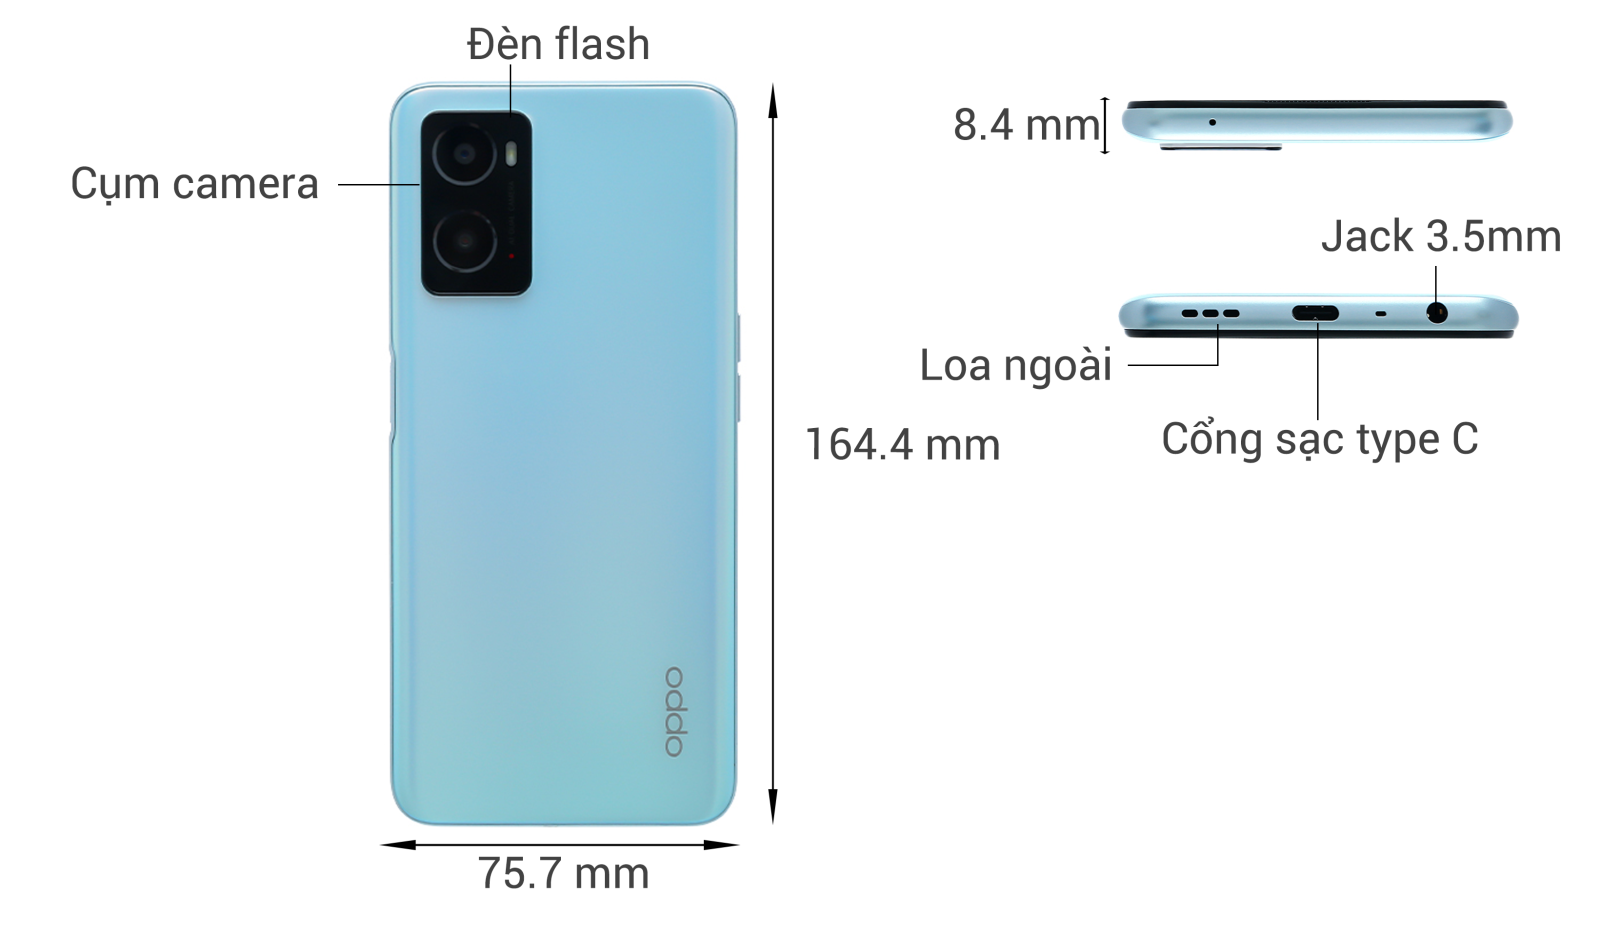 Đèn flash
Cụm camera
oppo
75.7 mm
164.4 mm
8.4 mm
Jack 3.5mm
Loa ngoài
Cổng sạc type C